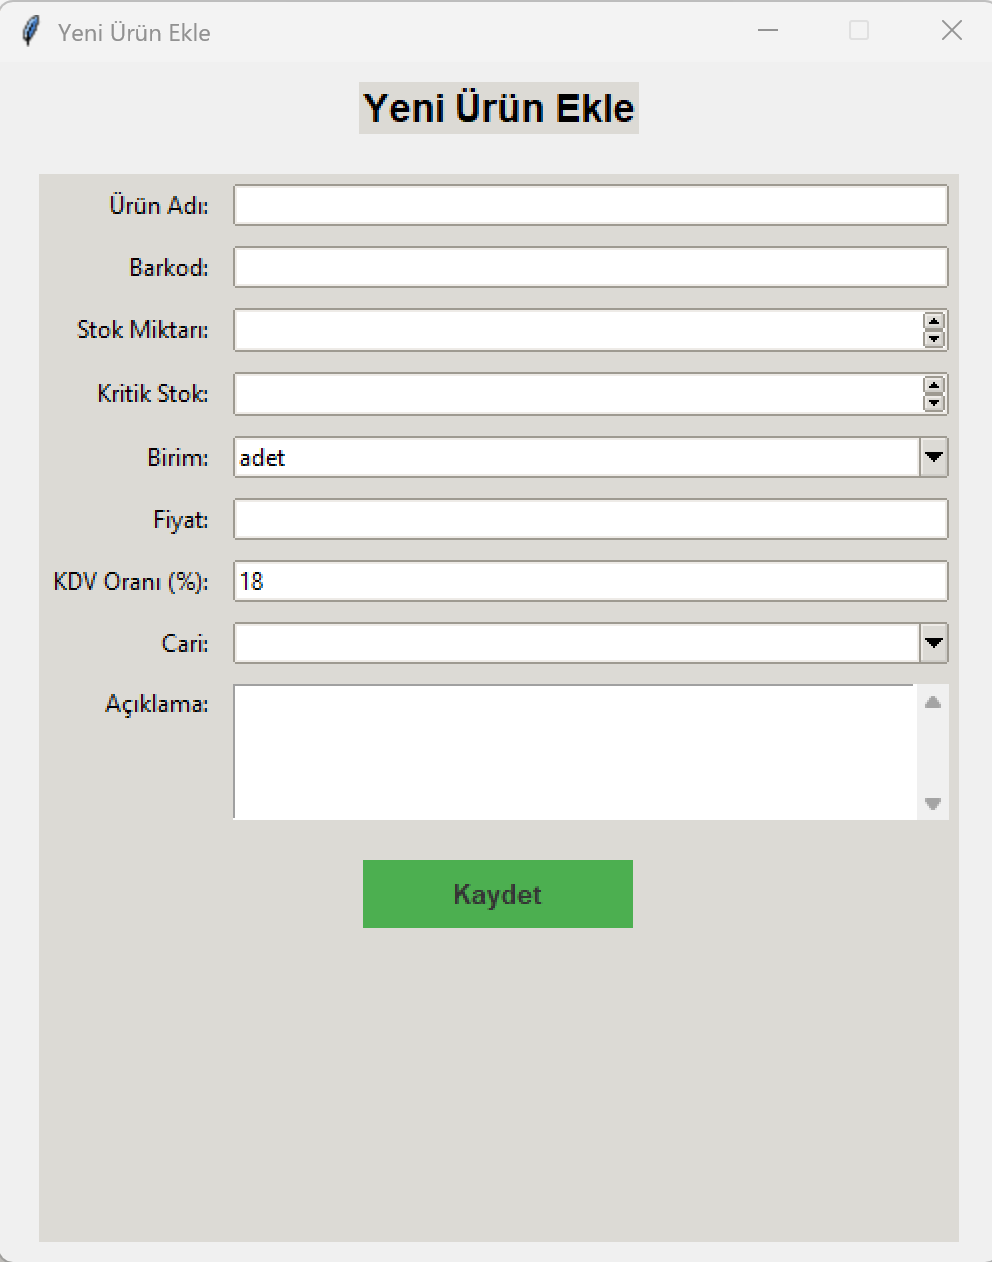 Yeni Ürün Ekle
Yeni Ürün Ekle
Ürün Adı:
Barkod:
Stok Miktarı:
Kritik Stok:
Birim: adet
Fiyat:
KDV Oranı (%): 18
Cari:
Açıklama:
Kaydet